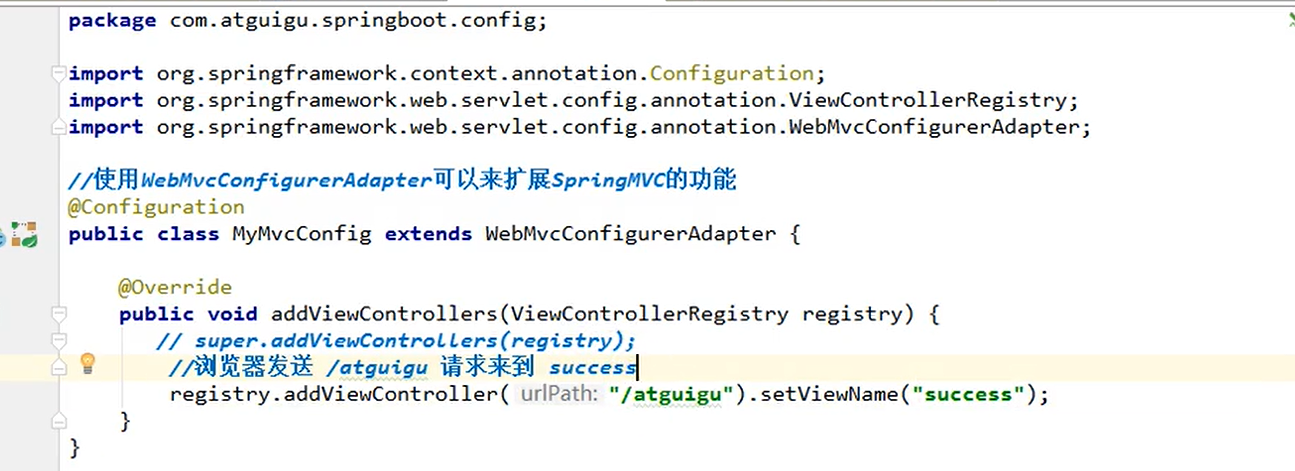 package com.atguigu.springboot.config;
import org.springframework.context.annotation.Configuration;
import org.springframework.web.servlet.config.annotation.ViewControllerRegistry;
import org.springframework.web.servlet.config.annotation.WebMvcConfigurerAdapter;
//使用WebMvcConfigurerAdapter可以来扩展SpringMVC的功能
@Configuration
public class MyMvcConfig extends WebMvcConfigurerAdapter {
@Override
public void addViewControllers(ViewControllerRegistry registry) {
// super.addViewControllers(registry);
//浏览器发送 /atguigu 请求来到 success
registry.addViewController( urlPath: "/atguigu").setViewName("success");
}
}